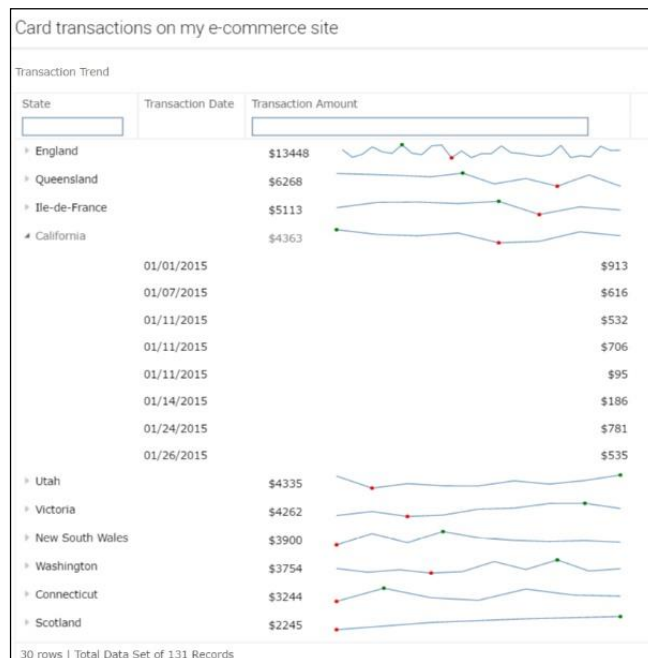 Card transactions on my e-commerce site
Transaction Trend
State Transaction Date Transaction Amount
England $13448
Queensland $6268
Ile-de-France $5113
California $4363
01/01/2015 $913
01/07/2015 $616
01/11/2015 $532
01/11/2015 $706
01/11/2015 $95
01/14/2015 $186
01/24/2015 $781
01/26/2015 $535
Utah $4335
Victoria $4262
New South Wales $3900
Washington $3754
Connecticut $3244
Scotland $2245
30 rows | Total Data Set of 131 Records